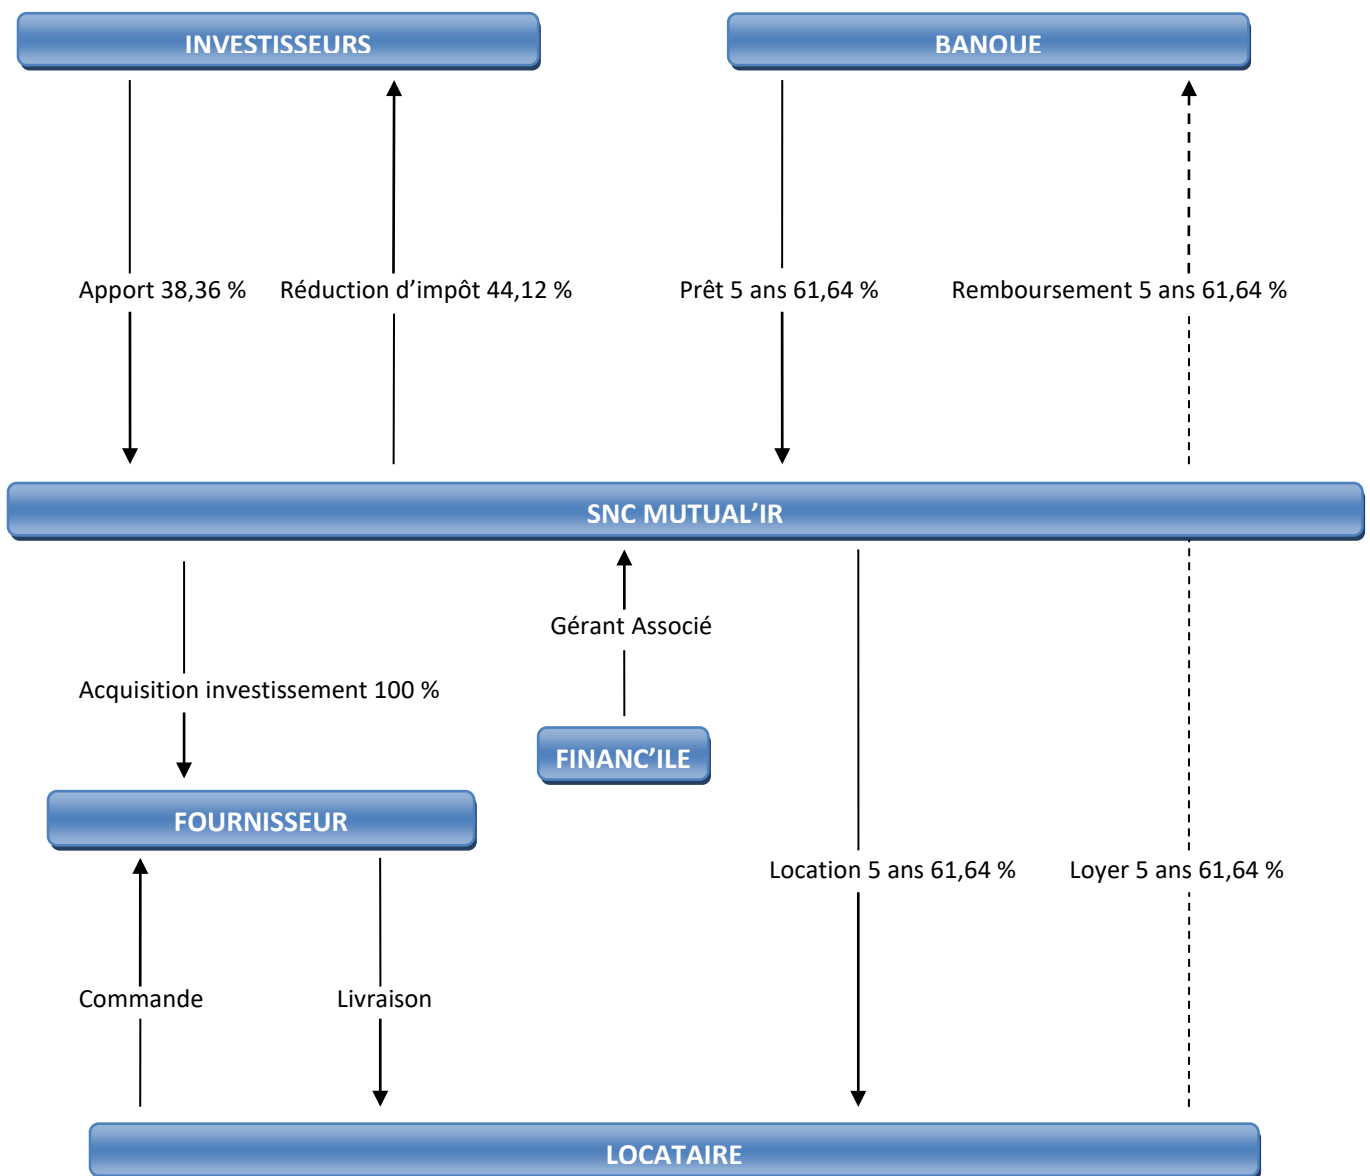 INVESTISSEURS
BANQUE
Apport 38,36 %
Réduction d’impôt 44,12 %
Prêt 5 ans 61,64 %
Remboursement 5 ans 61,64 %
SNC MUTUAL’IR
Gérant Associé
Acquisition investissement 100 %
FINANC’ILE
FOURNISSEUR
Location 5 ans 61,64 %
Loyer 5 ans 61,64 %
Commande
Livraison
LOCATAIRE